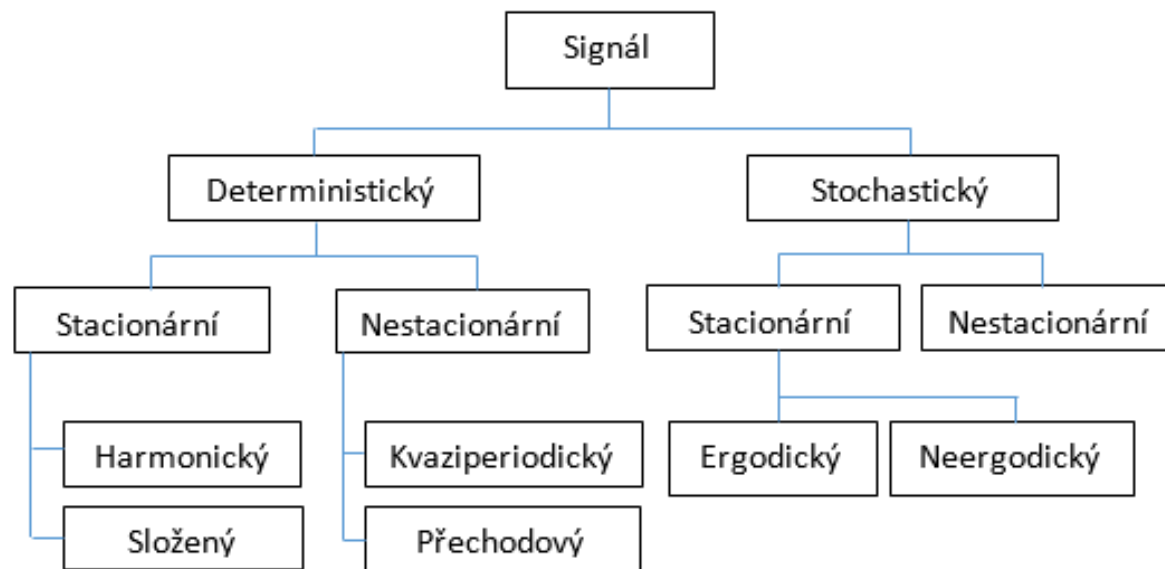 Signál
Deterministický
Stochastický
Stacionární
Nestacionární
Stacionární
Nestacionární
Harmonický
Kvaziperiodický
Ergodický
Neergodický
Složený
Přechodový